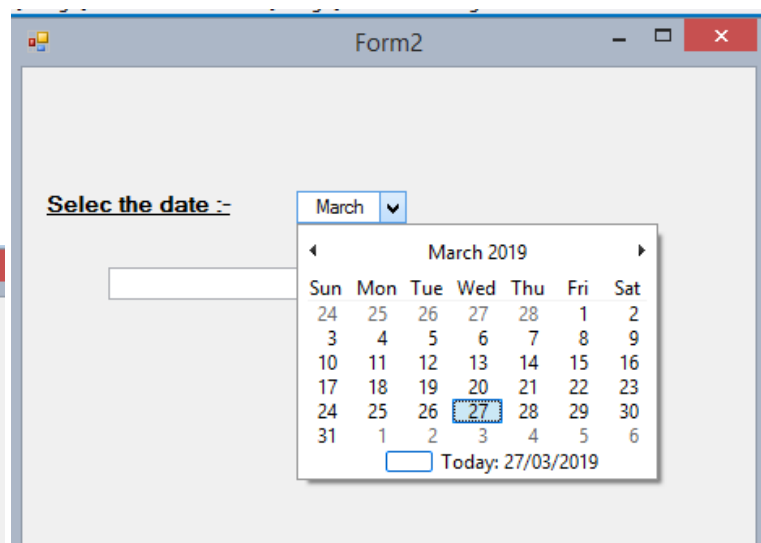 Form2
Selec the date :-
March
March 2019
Sun Mon Tue Wed Thu Fri Sat
24 25 26 27 28 1 2
3 4 5 6 7 8 9
10 11 12 13 14 15 16
17 18 19 20 21 22 23
24 25 26 27 28 29 30
31 1 2 3 4 5 6
Today: 27/03/2019